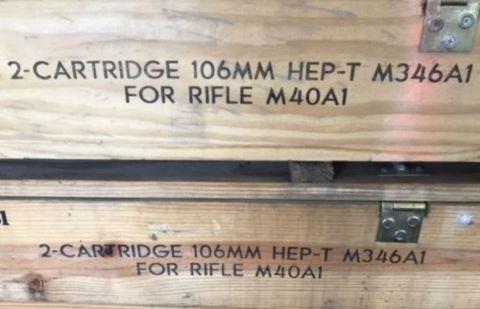 2-CARTRIDGE 106MM HEP-T M346A1
FOR RIFLE M40A1
2-CARTRIDGE 106MM HEP-T M346A1
FOR RIFLE M40A1